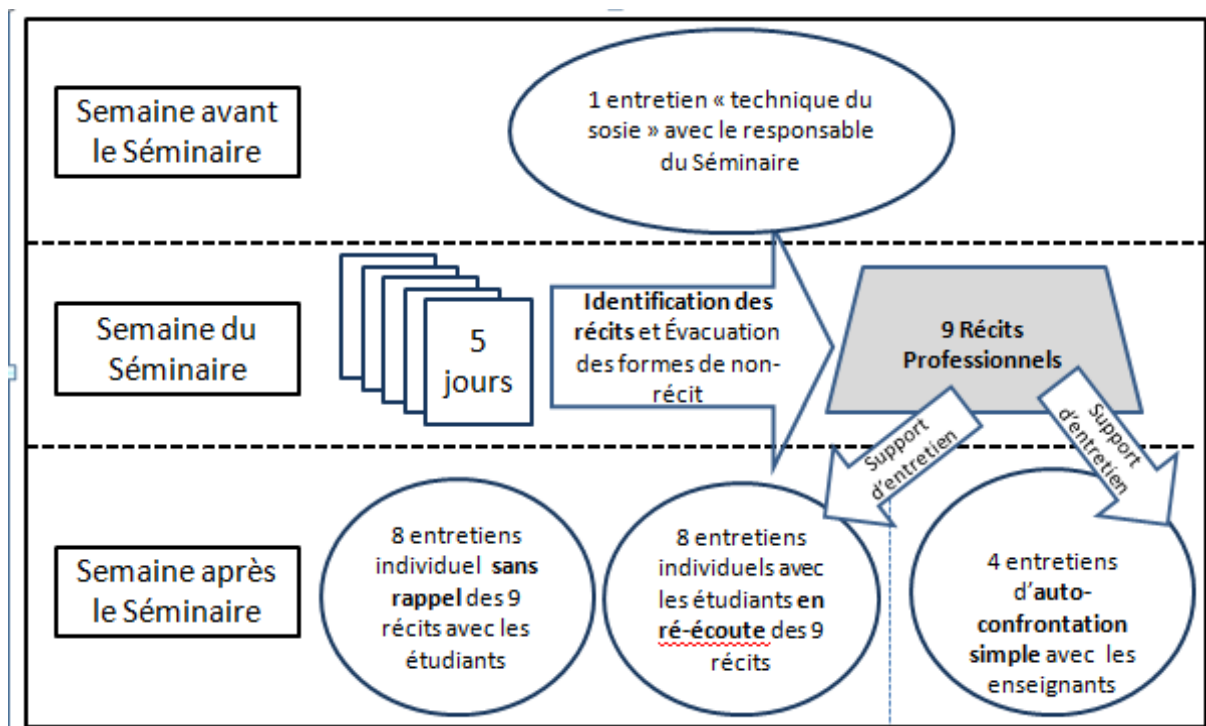 Semaine avant
le Séminaire
1 entretien « technique du
sosie » avec le responsable
du Séminaire
Semaine du
Séminaire
5
jours
Identification des
récits et Évacuation
des formes de non-
récit
9 Récits
Professionnels
Support
d'entretien
Support
d'entretien
Semaine après
le Séminaire
8 entretiens
individuel sans
rappel des 9
récits avec les
étudiants
8 entretiens
individuels avec
les étudiants en
ré-écoute des 9
récits
4 entretiens
d'auto-
confrontation
simple avec les
enseignants